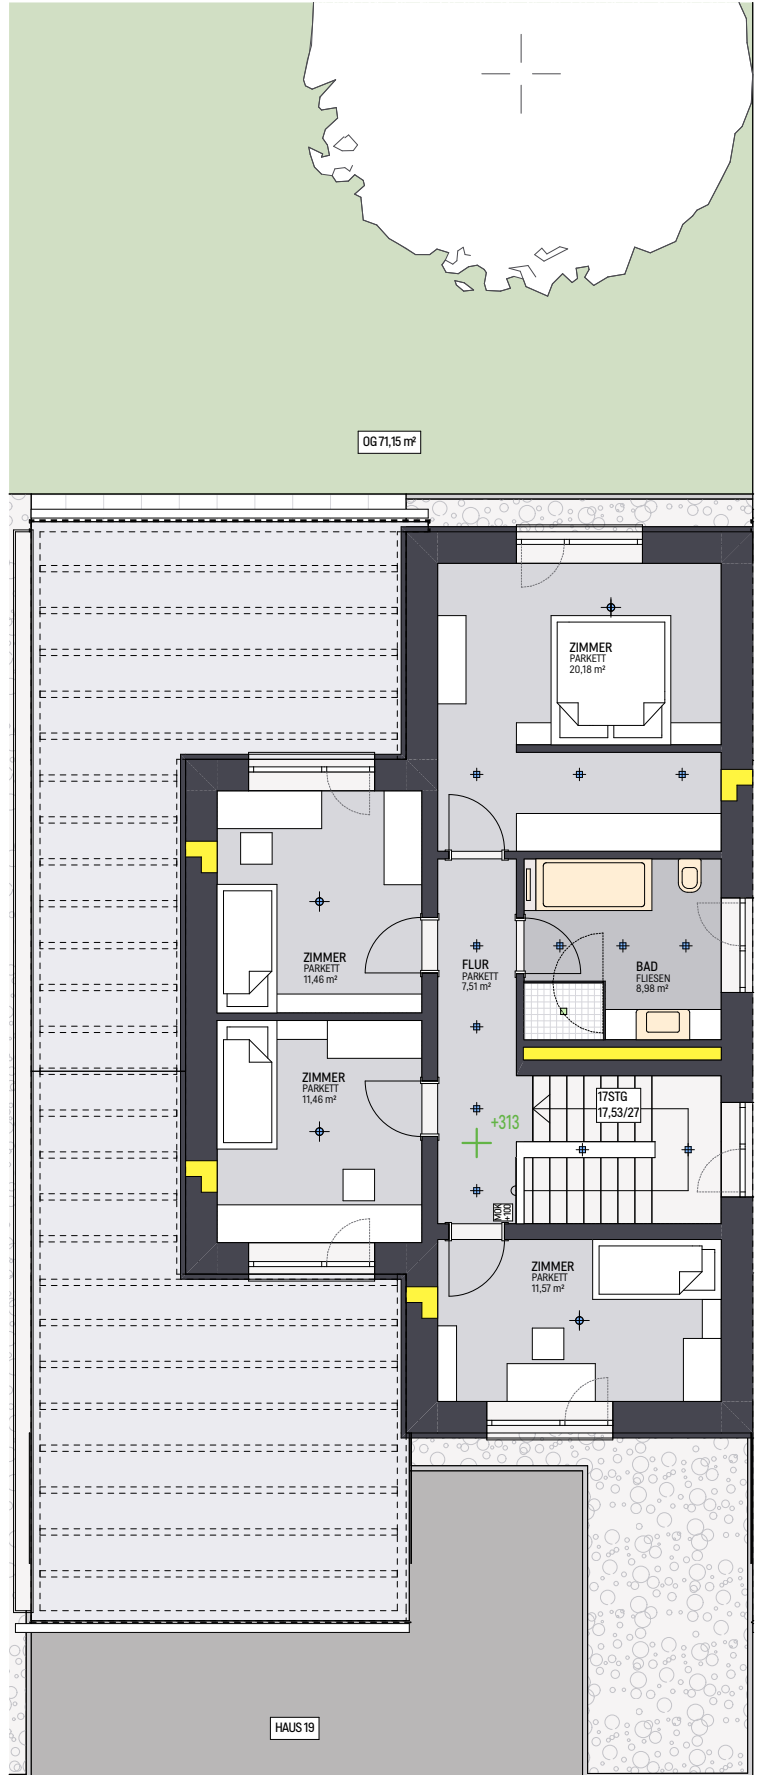 OG 71,15 m²
ZIMMER
PARKETT
20,18 m²
ZIMMER
PARKETT
11,46 m²
FLUR
PARKETT
7,51 m²
BAD
FLIESEN
8,98 m²
ZIMMER
PARKETT
11,46 m²
17STG
17,53/27
+313
MOK
+100
ZIMMER
PARKETT
11,57 m²
HAUS 19